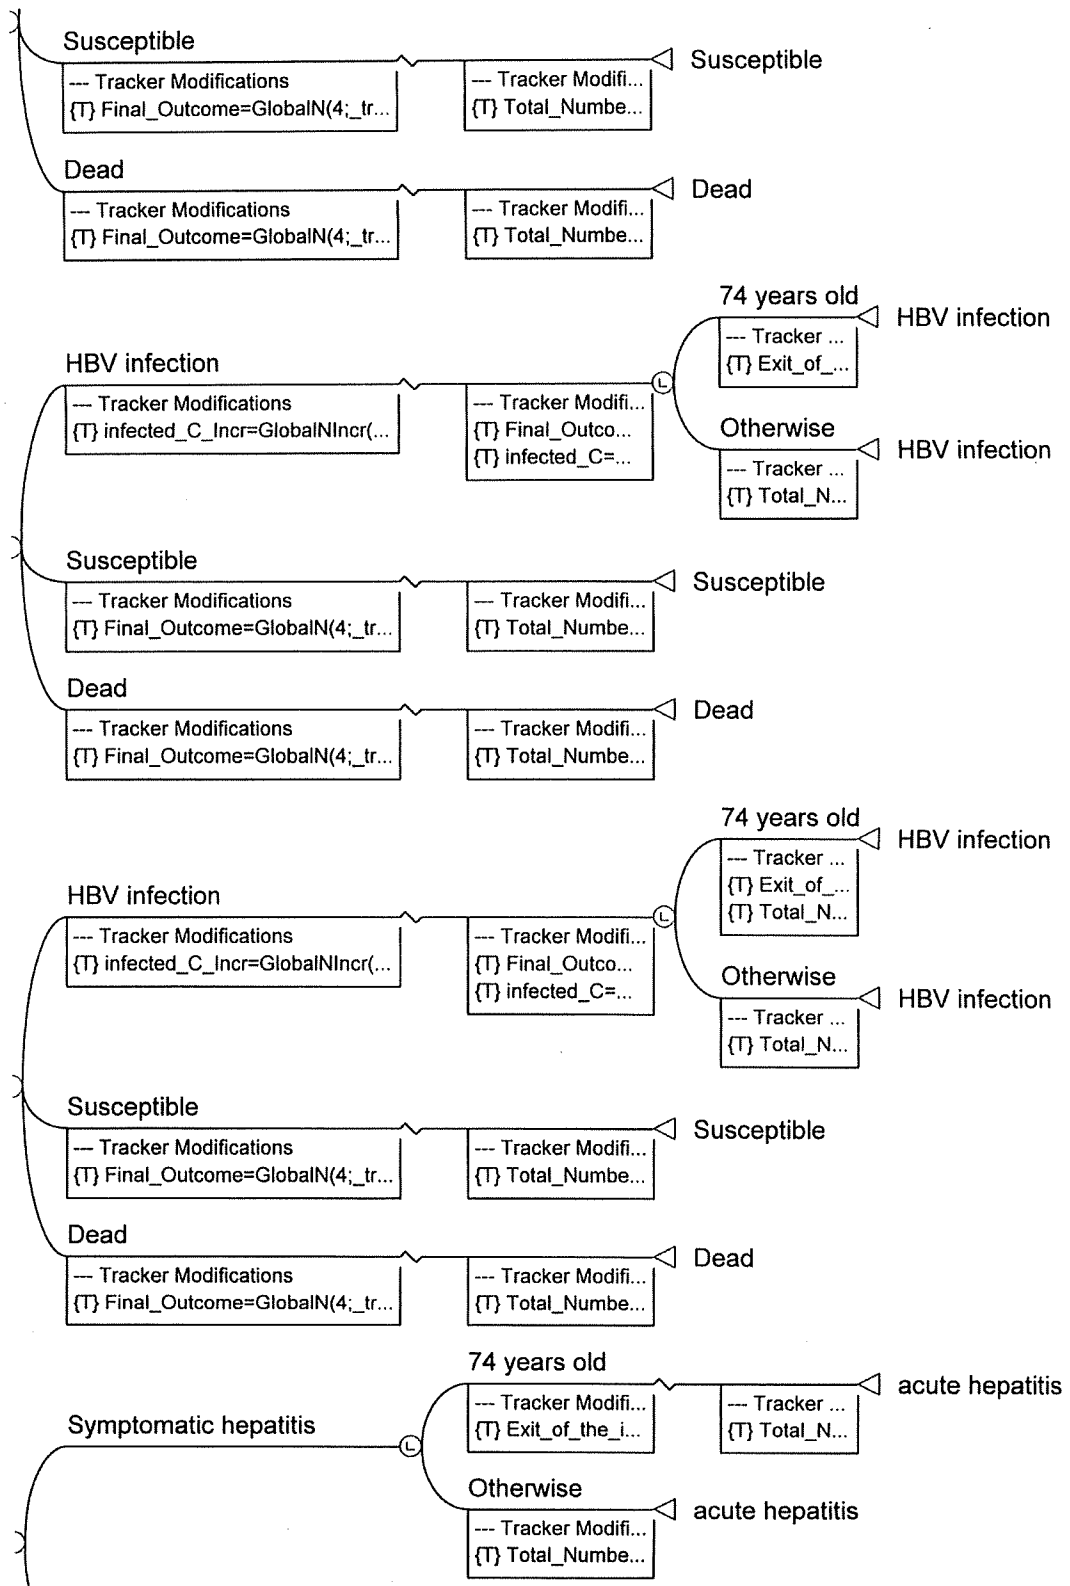 Susceptible
--- Tracker Modifications
{T} Final_Outcome=GlobalN(4;_tr...
--- Tracker Modifi...
{T} Total_Numbe...
Susceptible
Dead
--- Tracker Modifications
{T} Final_Outcome=GlobalN(4;_tr...
--- Tracker Modifi...
{T} Total_Numbe...
Dead
HBV infection
--- Tracker Modifications
{T} infected_C_Incr=GlobalNIncr(...
--- Tracker Modifi...
{T} Final_Outco...
{T} infected_C=...
L
74 years old
--- Tracker ...
{T} Exit_of_...
HBV infection
Otherwise
--- Tracker ...
{T} Total_N...
HBV infection
Susceptible
--- Tracker Modifications
{T} Final_Outcome=GlobalN(4;_tr...
--- Tracker Modifi...
{T} Total_Numbe...
Susceptible
Dead
--- Tracker Modifications
{T} Final_Outcome=GlobalN(4;_tr...
--- Tracker Modifi...
{T} Total_Numbe...
Dead
HBV infection
--- Tracker Modifications
{T} infected_C_Incr=GlobalNIncr(...
--- Tracker Modifi...
{T} Final_Outco...
{T} infected_C=...
L
74 years old
--- Tracker ...
{T} Exit_of_...
{T} Total_N...
HBV infection
Otherwise
--- Tracker ...
{T} Total_N...
HBV infection
Susceptible
--- Tracker Modifications
{T} Final_Outcome=GlobalN(4;_tr...
--- Tracker Modifi...
{T} Total_Numbe...
Susceptible
Dead
--- Tracker Modifications
{T} Final_Outcome=GlobalN(4;_tr...
--- Tracker Modifi...
{T} Total_Numbe...
Dead
Symptomatic hepatitis
L
74 years old
--- Tracker Modifi...
{T} Exit_of_the_i...
--- Tracker ...
{T} Total_N...
acute hepatitis
Otherwise
--- Tracker Modifi...
{T} Total_Numbe...
acute hepatitis